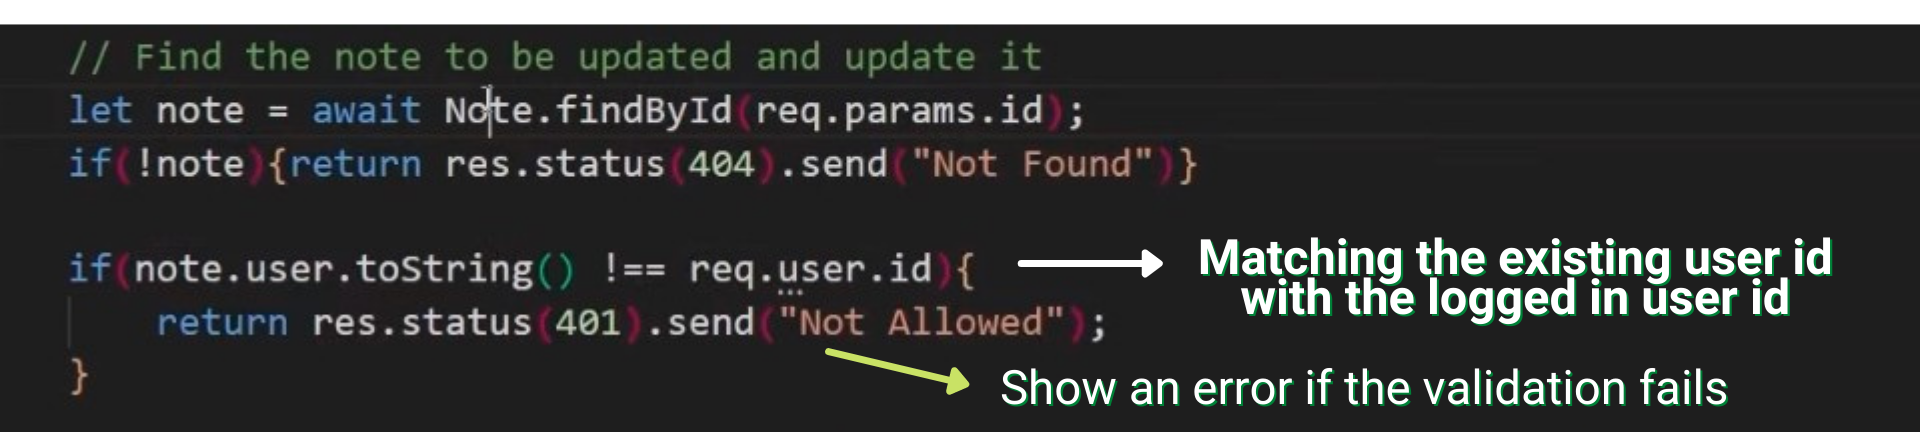 // Find the note to be updated and update it
let note = await Note.findById(req.params.id);
if(!note){return res.status(404).send("Not Found")}
if(note.user.toString() !== req.user.id){
Matching the existing user id
with the logged in user id
return res.status(401).send("Not Allowed");
}
Show an error if the validation fails